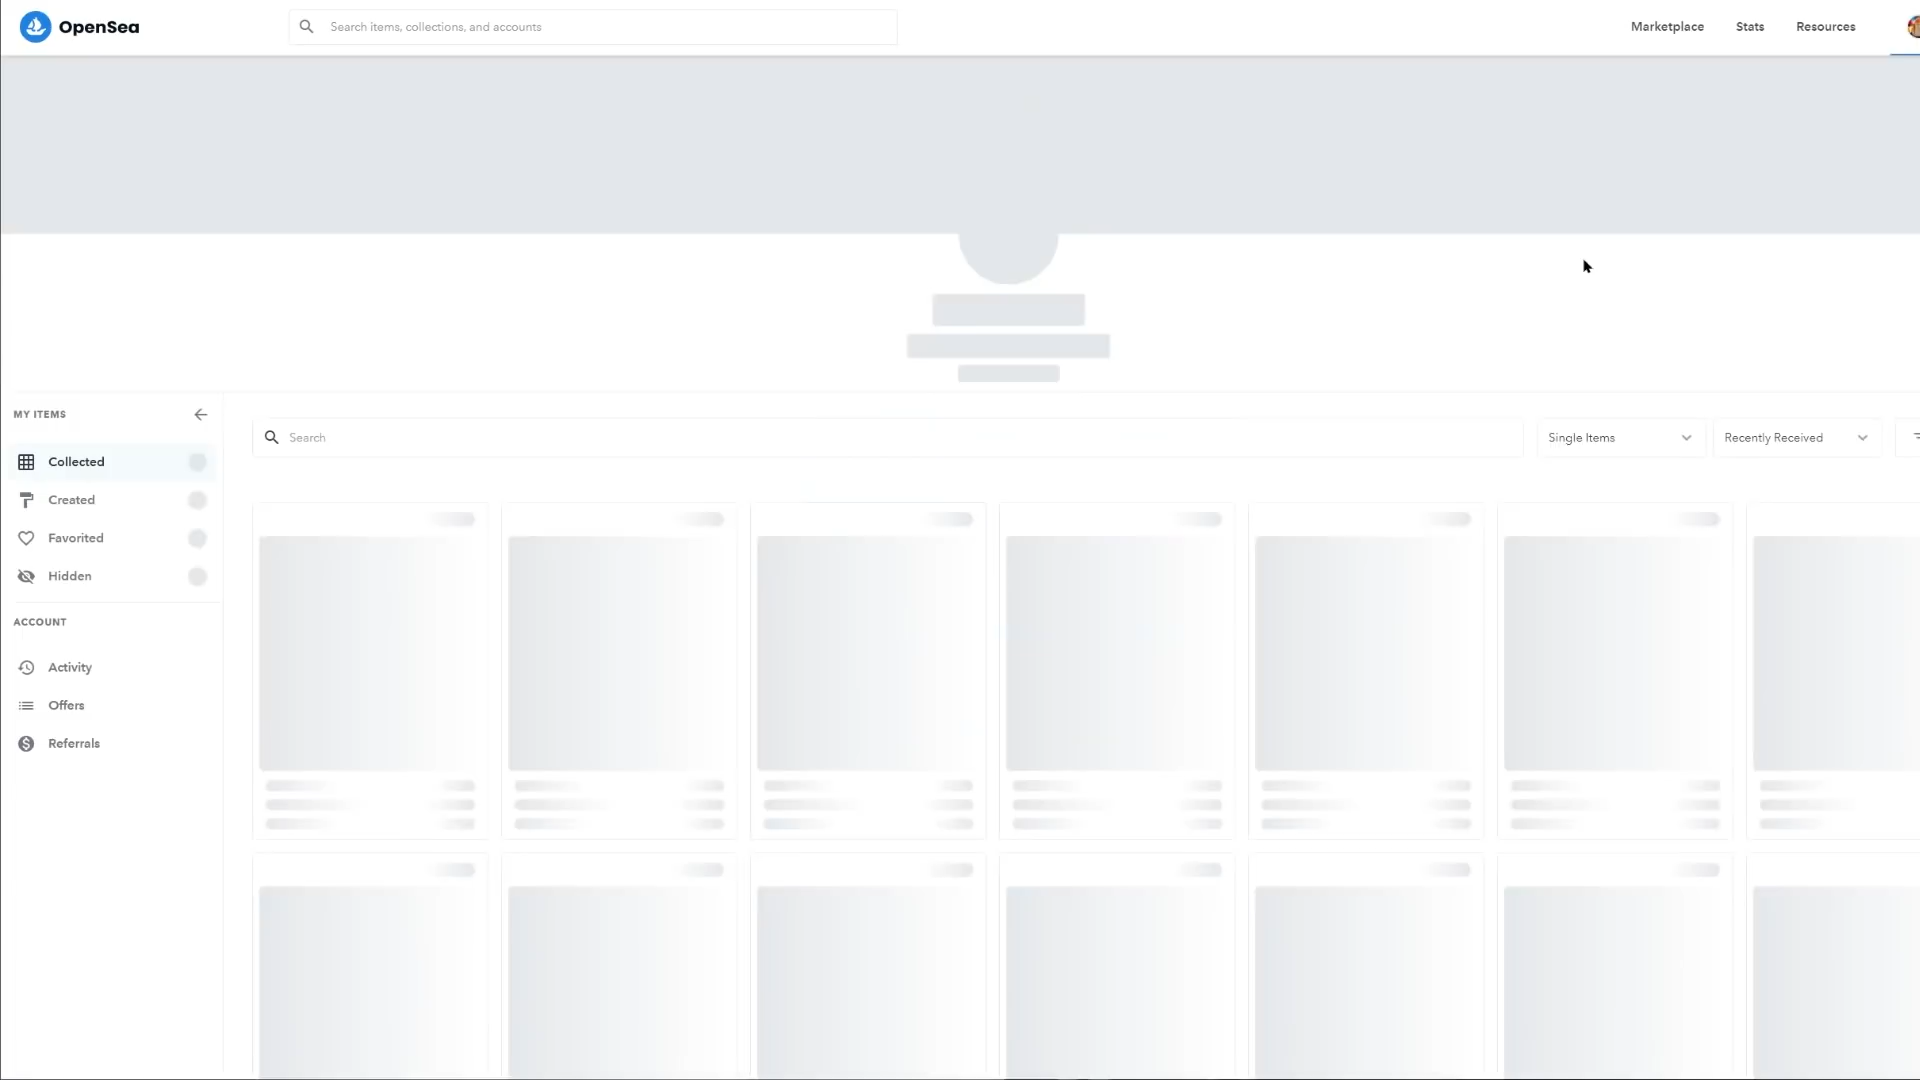 OpenSea
Search items, collections, and accounts
Marketplace
Stats
Resources
MY ITEMS
Search
Single Items
Recently Received
Collected
Created
Favorited
Hidden
ACCOUNT
Activity
Offers
Referrals